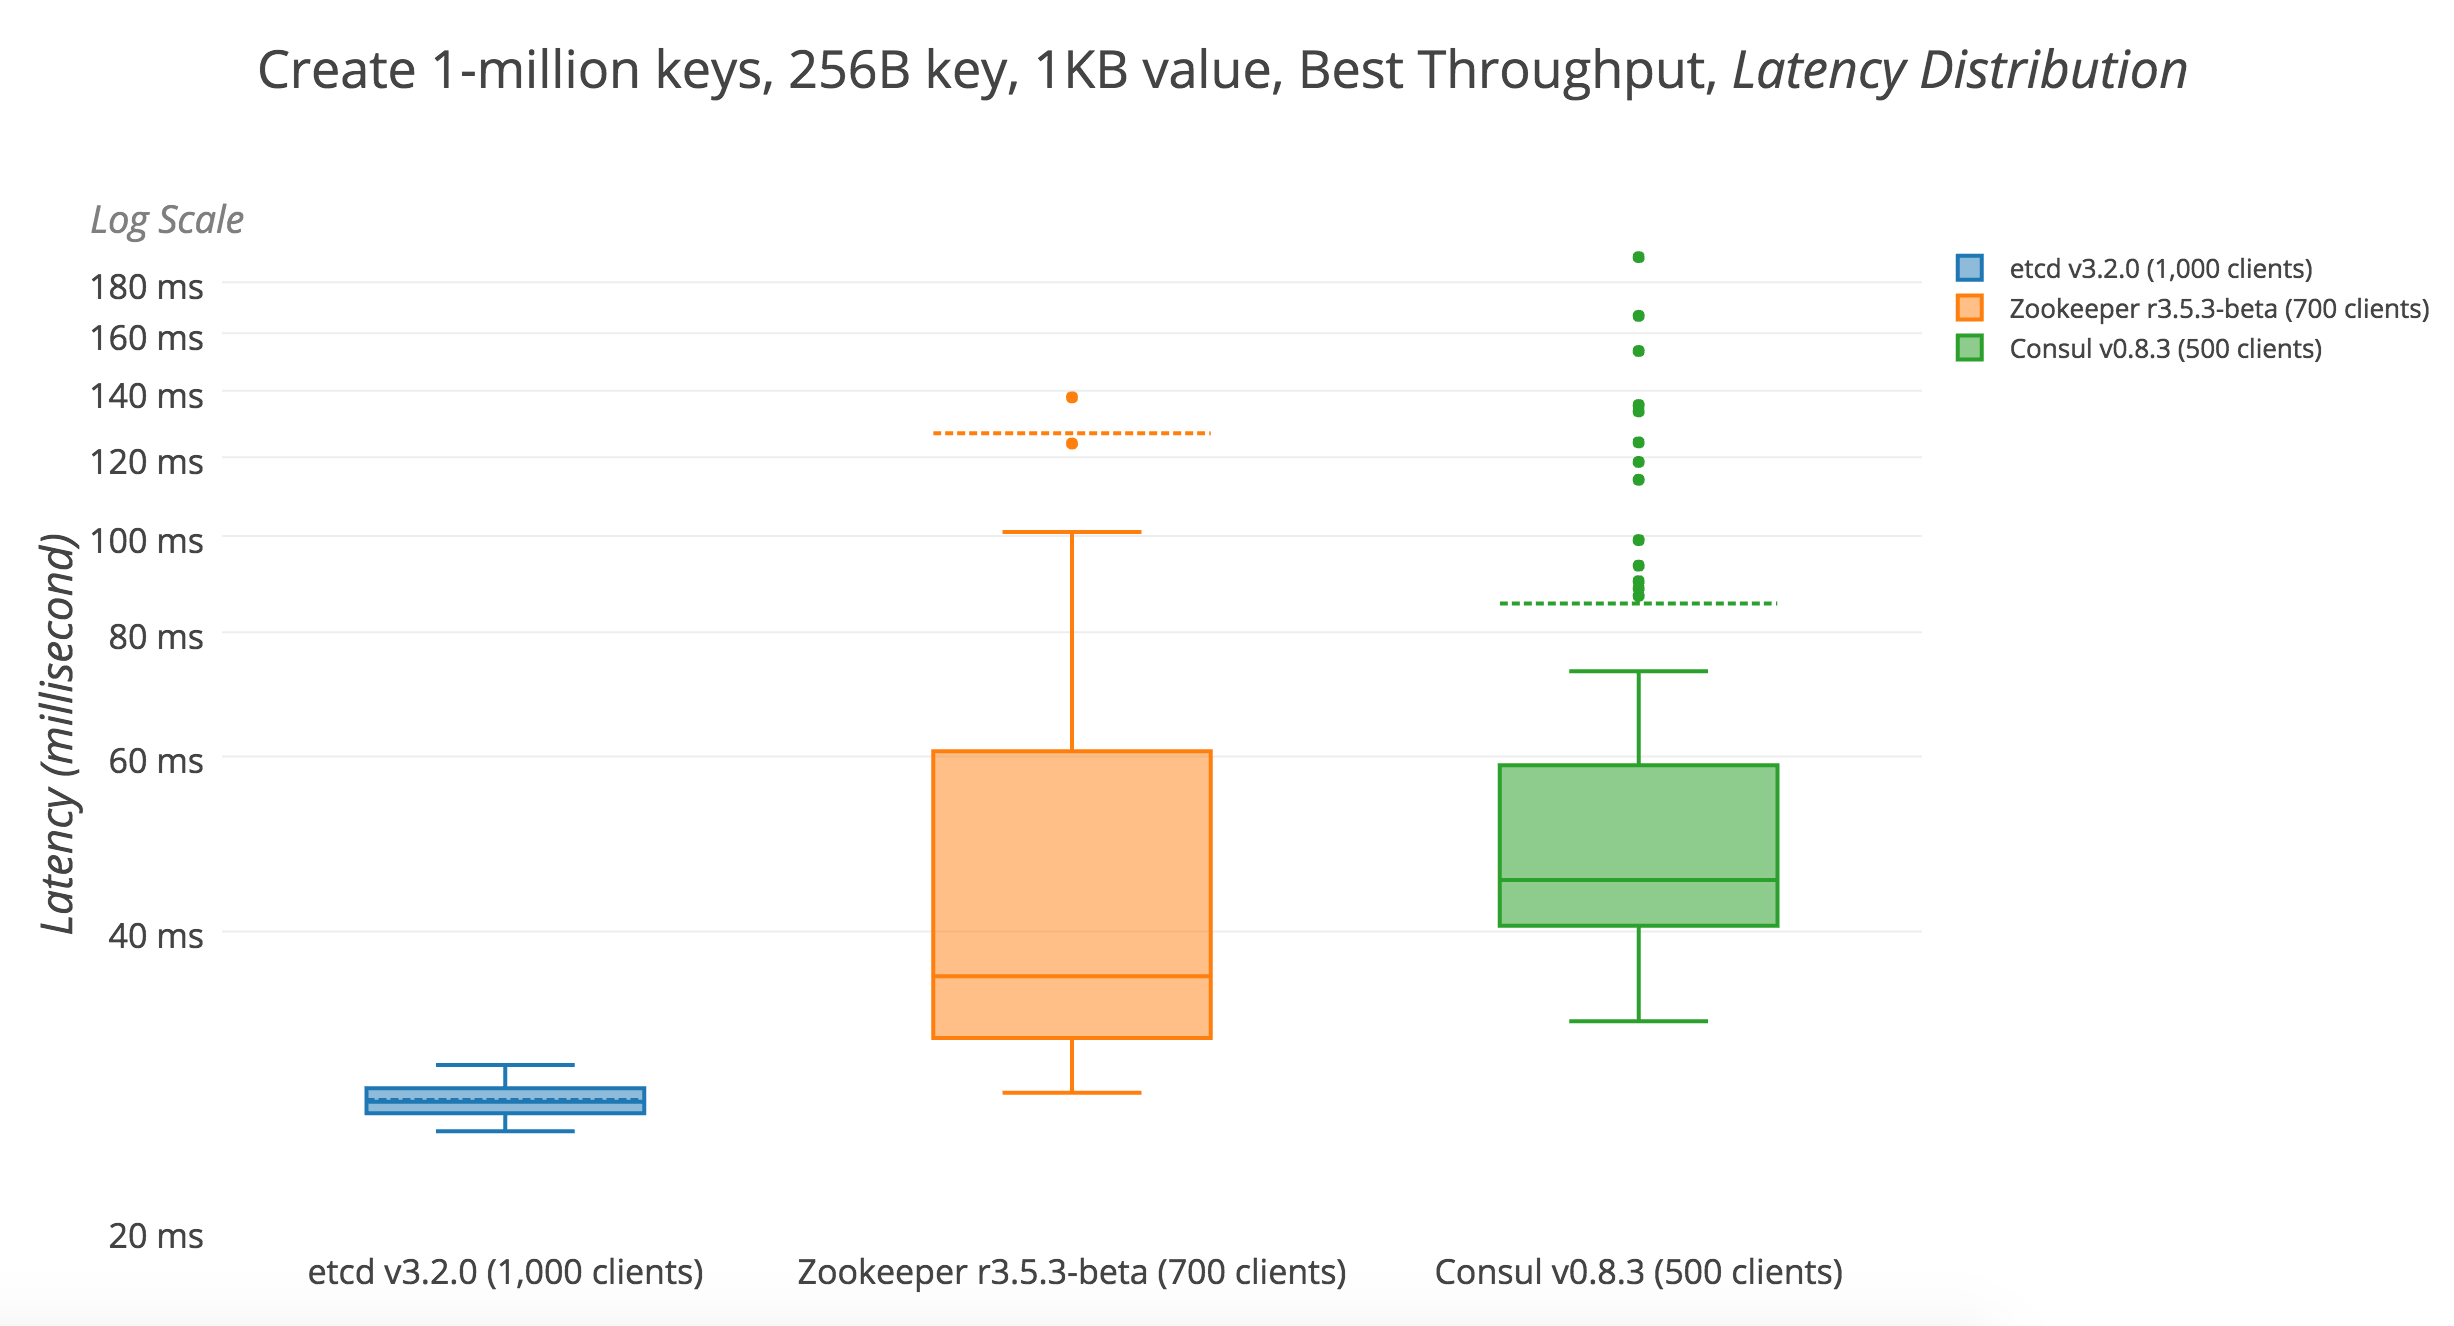 Create 1-million keys, 256B key, 1KB value, Best Throughput, Latency Distribution
Log Scale
180 ms
160 ms
140 ms
120 ms
100 ms
80 ms
60 ms
40 ms
20 ms
Latency (millisecond)
etcd v3.2.0 (1,000 clients)
Zookeeper r3.5.3-beta (700 clients)
Consul v0.8.3 (500 clients)
etcd v3.2.0 (1,000 clients)
Zookeeper r3.5.3-beta (700 clients)
Consul v0.8.3 (500 clients)